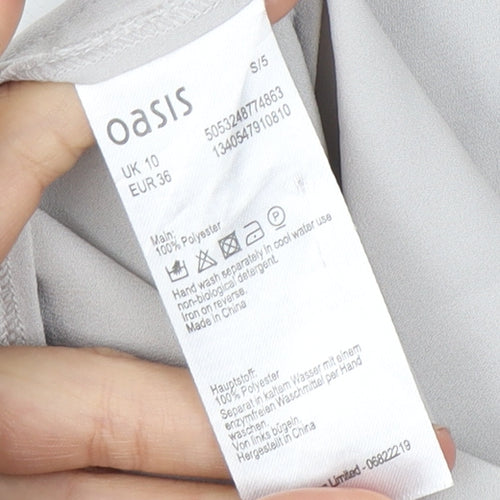 S/5
oasis
5053248774863
1340547910810
UK 10
EUR 36
Main:
100% Polyester
P
Hand wash separately in cool water use
non-biological detergent.
Iron on reverse.
Made in China
Hauptstoff:
100% Polyester
Separat in kaltem Wasser mit einem
enzymfreien Waschmittel per Hand
waschen.
Von links bügeln.
Hergestellt in China
Limited - 06822219